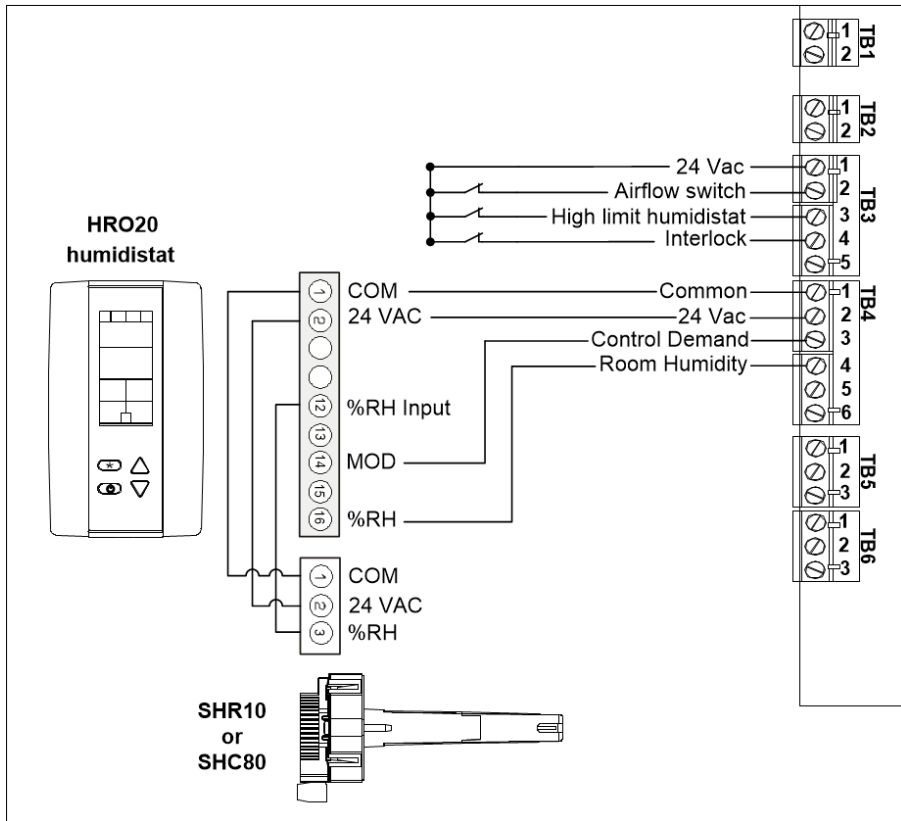 HRO20
humidistat
1
COM
2
24 VAC
12
%RH Input
13
14
MOD
15
16
%RH
1
COM
2
24 VAC
3
%RH
SHR10
or
SHC80
24 Vac
Airflow switch
High limit humidistat
Interlock
Common
24 Vac
Control Demand
Room Humidity
TB1
1
2
TB2
1
2
TB3
1
2
3
4
5
TB4
1
2
3
4
5
6
TB5
1
2
3
TB6
1
2
3